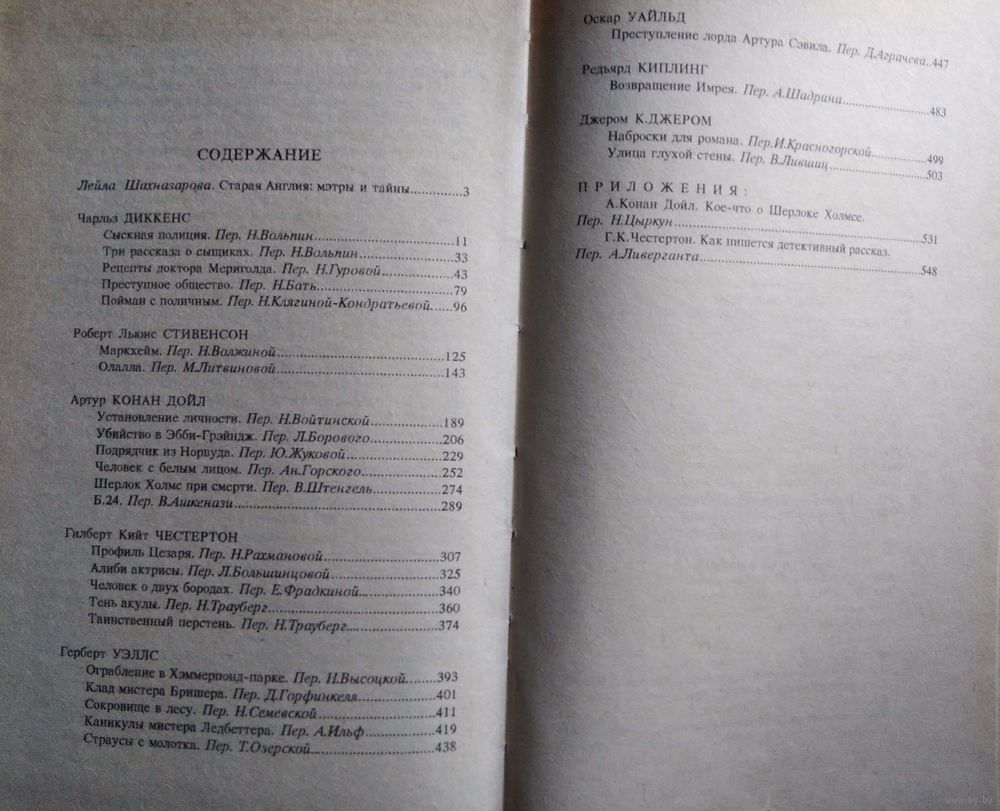 СОДЕРЖАНИЕ
Лейла Шахназарова. Старая Англия: мэтры и тайны............3
Чарльз ДИККЕНС
Сыскная полиция. Пер. Н.Вольпин............11
Три рассказа о сыщиках. Пер. Н.Вольпин............33
Рецепты доктора Мериголда. Пер. Н.Гуровой............43
Преступное общество. Пер. Н.Бать............79
Пойман с поличным. Пер. Н.Клягиной-Кондратьевой......96
Роберт Льюис СТИВЕНСОН
Маркхейм. Пер. Н.Волжиной............125
Олалла. Пер. М.Литвиновой............143
Артур КОНАН ДОЙЛ
Установление личности. Пер. Н.Войтинской............189
Убийство в Эбби-Грэйндж. Пер. Л.Борового............206
Подрядчик из Норвуда. Пер. Ю.Жуковой............229
Человек с белым лицом. Пер. Ан.Горского............252
Шерлок Холмс при смерти. Пер. В.Штенгель............274
Б.24. Пер. В.Ашкенази............289
Гилберт Кийт ЧЕСТЕРТОН
Профиль Цезаря. Пер. Н.Рахмановой............307
Алиби актрисы. Пер. Л.Большинцовой............325
Человек о двух бородах. Пер. Е.Фрадкиной............340
Тень акулы. Пер. Н.Трауберг............360
Таинственный перстень. Пер. Н.Трауберг............374
Герберт УЭЛЛС
Ограбление в Хэммерпонд-парке. Пер. Н.Высоцкой........393
Клад мистера Бришера. Пер. Д.Горфинкеля............401
Сокровище в лесу. Пер. Н.Семевской............411
Каникулы мистера Ледбеттера. Пер. А.Ильф............419
Страусы с молотка. Пер. Т.Озерской............438
Оскар УАЙЛЬД
Преступление лорда Артура Сэвила. Пер. Д.Аграчева..447
Редьярд КИПЛИНГ
Возвращение Имрея. Пер. А.Шадрина............483
Джером К.ДЖЕРОМ
Наброски для романа. Пер.И.Красногорской............499
Улица глухой стены. Пер. В.Лившиц............503
ПРИЛОЖЕНИЯ:
А.Конан Дойл. Кое-что о Шерлоке Холмсе.
Пер. Н.Цыркун............531
Г.К.Честертон. Как пишется детективный рассказ.
Пер. А.Ливерганта............548
www.ay.by